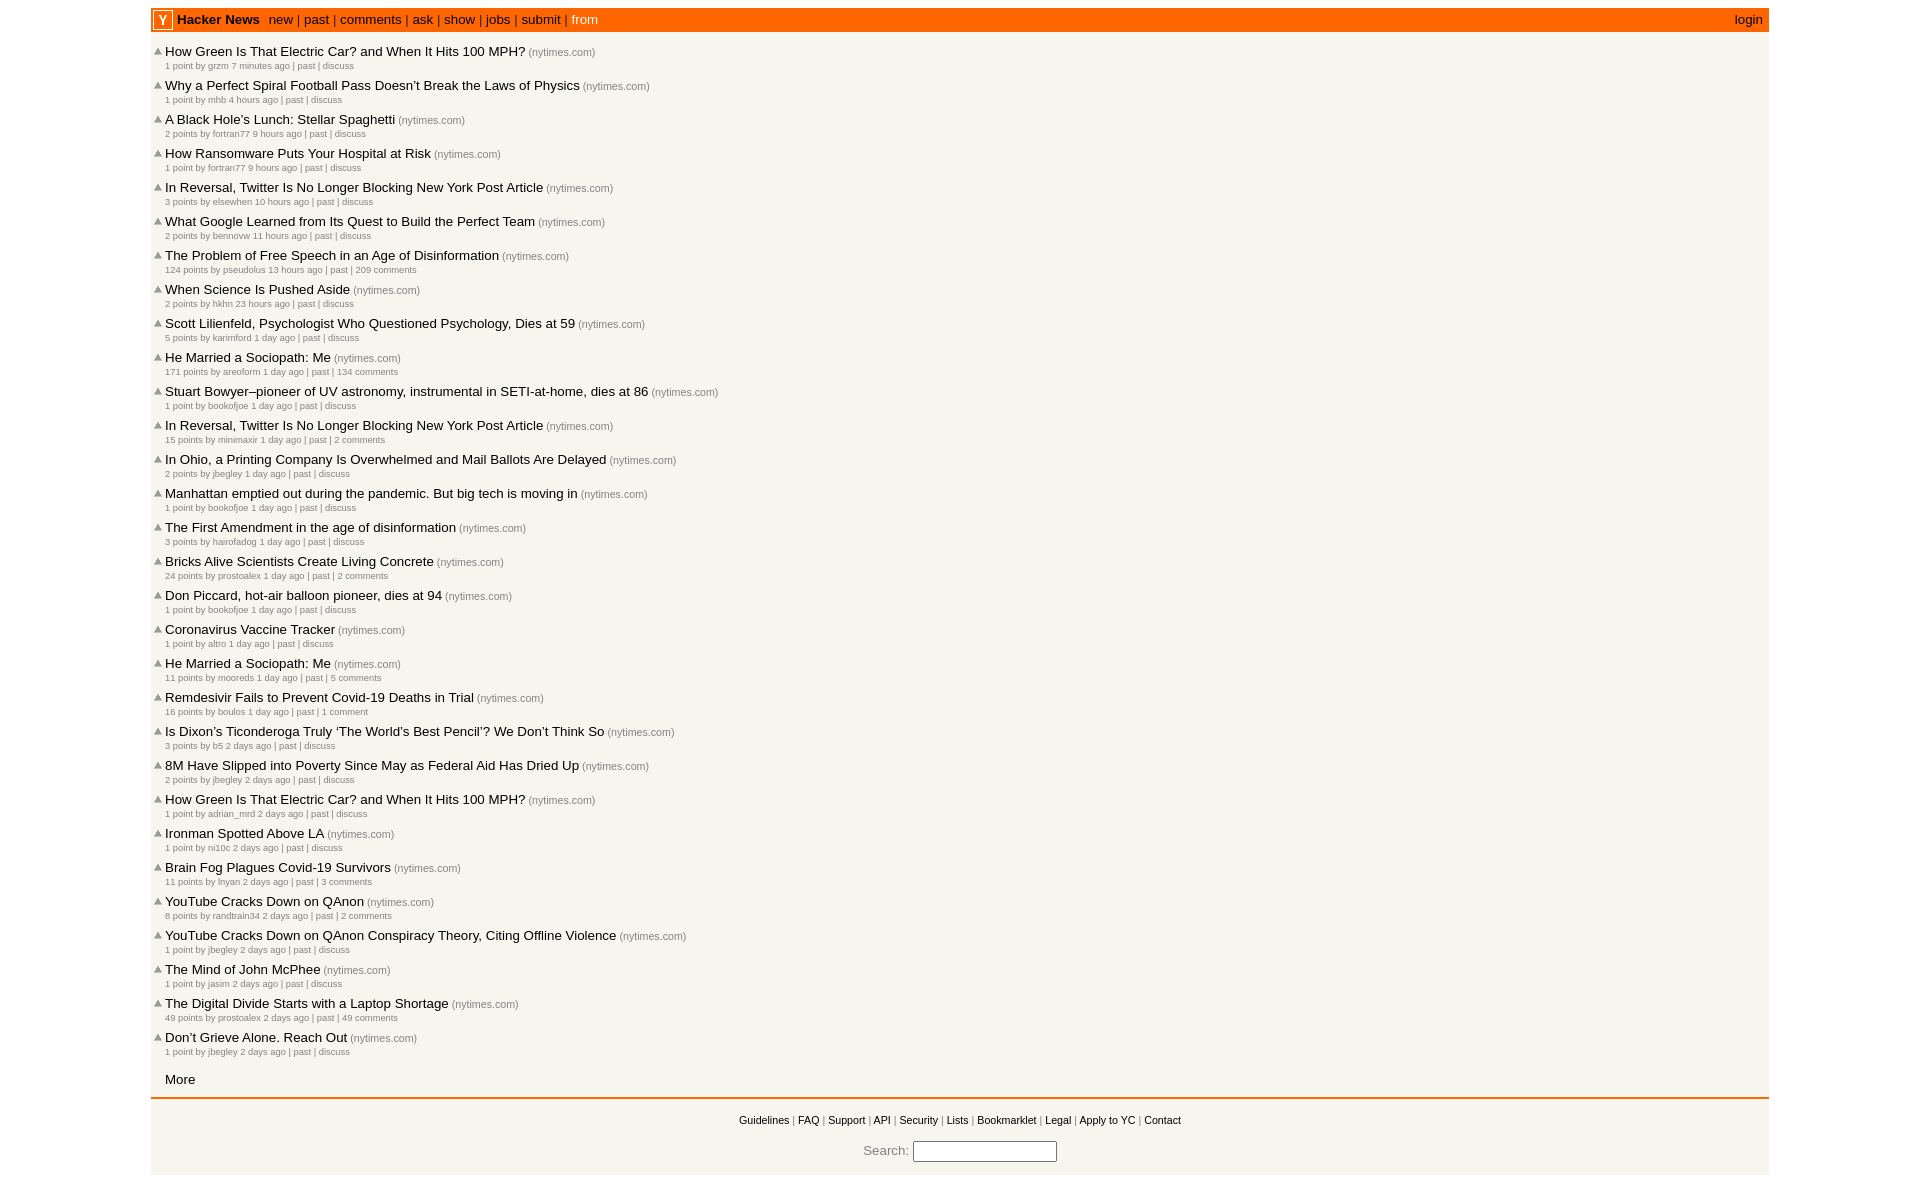 Y Hacker News new | past | comments | ask | show | jobs | submit | from login
How Green Is That Electric Car? and When It Hits 100 MPH? (nytimes.com)
1 point by grzm 7 minutes ago | past | discuss
Why a Perfect Spiral Football Pass Doesn’t Break the Laws of Physics (nytimes.com)
1 point by mhb 4 hours ago | past | discuss
A Black Hole’s Lunch: Stellar Spaghetti (nytimes.com)
2 points by fortran77 9 hours ago | past | discuss
How Ransomware Puts Your Hospital at Risk (nytimes.com)
1 point by fortran77 9 hours ago | past | discuss
In Reversal, Twitter Is No Longer Blocking New York Post Article (nytimes.com)
3 points by elsewhen 10 hours ago | past | discuss
What Google Learned from Its Quest to Build the Perfect Team (nytimes.com)
2 points by bennovw 11 hours ago | past | discuss
The Problem of Free Speech in an Age of Disinformation (nytimes.com)
124 points by pseudolus 13 hours ago | past | 209 comments
When Science Is Pushed Aside (nytimes.com)
2 points by hkhn 23 hours ago | past | discuss
Scott Lilienfeld, Psychologist Who Questioned Psychology, Dies at 59 (nytimes.com)
5 points by karimford 1 day ago | past | discuss
He Married a Sociopath: Me (nytimes.com)
171 points by areoform 1 day ago | past | 134 comments
Stuart Bowyer–pioneer of UV astronomy, instrumental in SETI-at-home, dies at 86 (nytimes.com)
1 point by bookofjoe 1 day ago | past | discuss
In Reversal, Twitter Is No Longer Blocking New York Post Article (nytimes.com)
15 points by minimaxir 1 day ago | past | 2 comments
In Ohio, a Printing Company Is Overwhelmed and Mail Ballots Are Delayed (nytimes.com)
2 points by jbegley 1 day ago | past | discuss
Manhattan emptied out during the pandemic. But big tech is moving in (nytimes.com)
1 point by bookofjoe 1 day ago | past | discuss
The First Amendment in the age of disinformation (nytimes.com)
3 points by hairofadog 1 day ago | past | discuss
Bricks Alive Scientists Create Living Concrete (nytimes.com)
24 points by prostoalex 1 day ago | past | 2 comments
Don Piccard, hot-air balloon pioneer, dies at 94 (nytimes.com)
1 point by bookofjoe 1 day ago | past | discuss
Coronavirus Vaccine Tracker (nytimes.com)
1 point by altro 1 day ago | past | discuss
He Married a Sociopath: Me (nytimes.com)
11 points by mooreds 1 day ago | past | 5 comments
Remdesivir Fails to Prevent Covid-19 Deaths in Trial (nytimes.com)
16 points by boulos 1 day ago | past | 1 comment
Is Dixon’s Ticonderoga Truly ‘The World’s Best Pencil’? We Don’t Think So (nytimes.com)
3 points by b5 2 days ago | past | discuss
8M Have Slipped into Poverty Since May as Federal Aid Has Dried Up (nytimes.com)
2 points by jbegley 2 days ago | past | discuss
How Green Is That Electric Car? and When It Hits 100 MPH? (nytimes.com)
1 point by adrian_mrd 2 days ago | past | discuss
Ironman Spotted Above LA (nytimes.com)
1 point by ni10c 2 days ago | past | discuss
Brain Fog Plagues Covid-19 Survivors (nytimes.com)
11 points by lnyan 2 days ago | past | 3 comments
YouTube Cracks Down on QAnon (nytimes.com)
8 points by randtrain34 2 days ago | past | 2 comments
YouTube Cracks Down on QAnon Conspiracy Theory, Citing Offline Violence (nytimes.com)
1 point by jbegley 2 days ago | past | discuss
The Mind of John McPhee (nytimes.com)
1 point by jasim 2 days ago | past | discuss
The Digital Divide Starts with a Laptop Shortage (nytimes.com)
49 points by prostoalex 2 days ago | past | 49 comments
Don’t Grieve Alone. Reach Out (nytimes.com)
1 point by jbegley 2 days ago | past | discuss
More
Guidelines | FAQ | Support | API | Security | Lists | Bookmarklet | Legal | Apply to YC | Contact
Search: